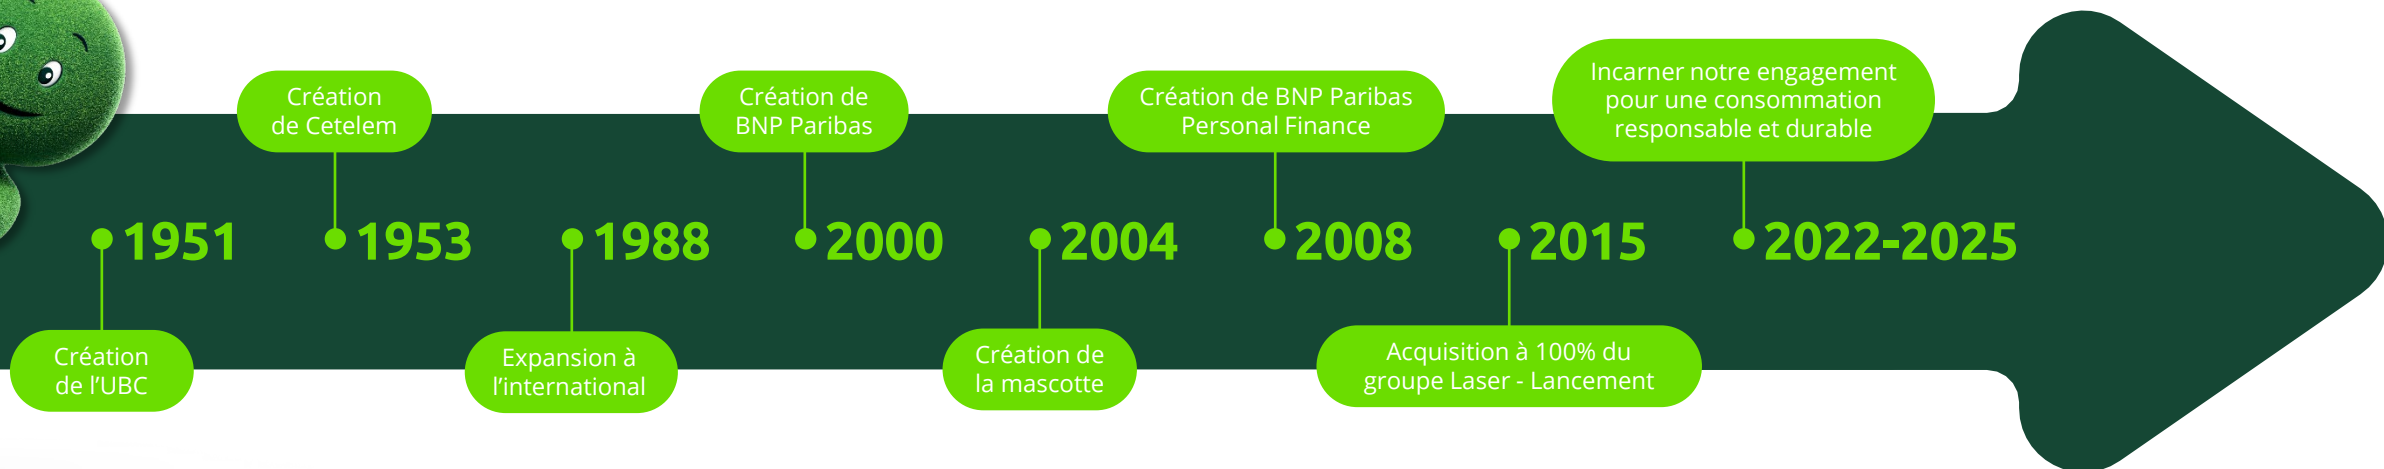 1951
Création
de l’UBC
Création
de Cetelem
1953
1988
Expansion à
l’international
Création de
BNP Paribas
2000
2004
Création de
la mascotte
Création de BNP Paribas
Personal Finance
2008
2015
Acquisition à 100% du
groupe Laser - Lancement
Incarner notre engagement
pour une consommation
responsable et durable
2022-2025